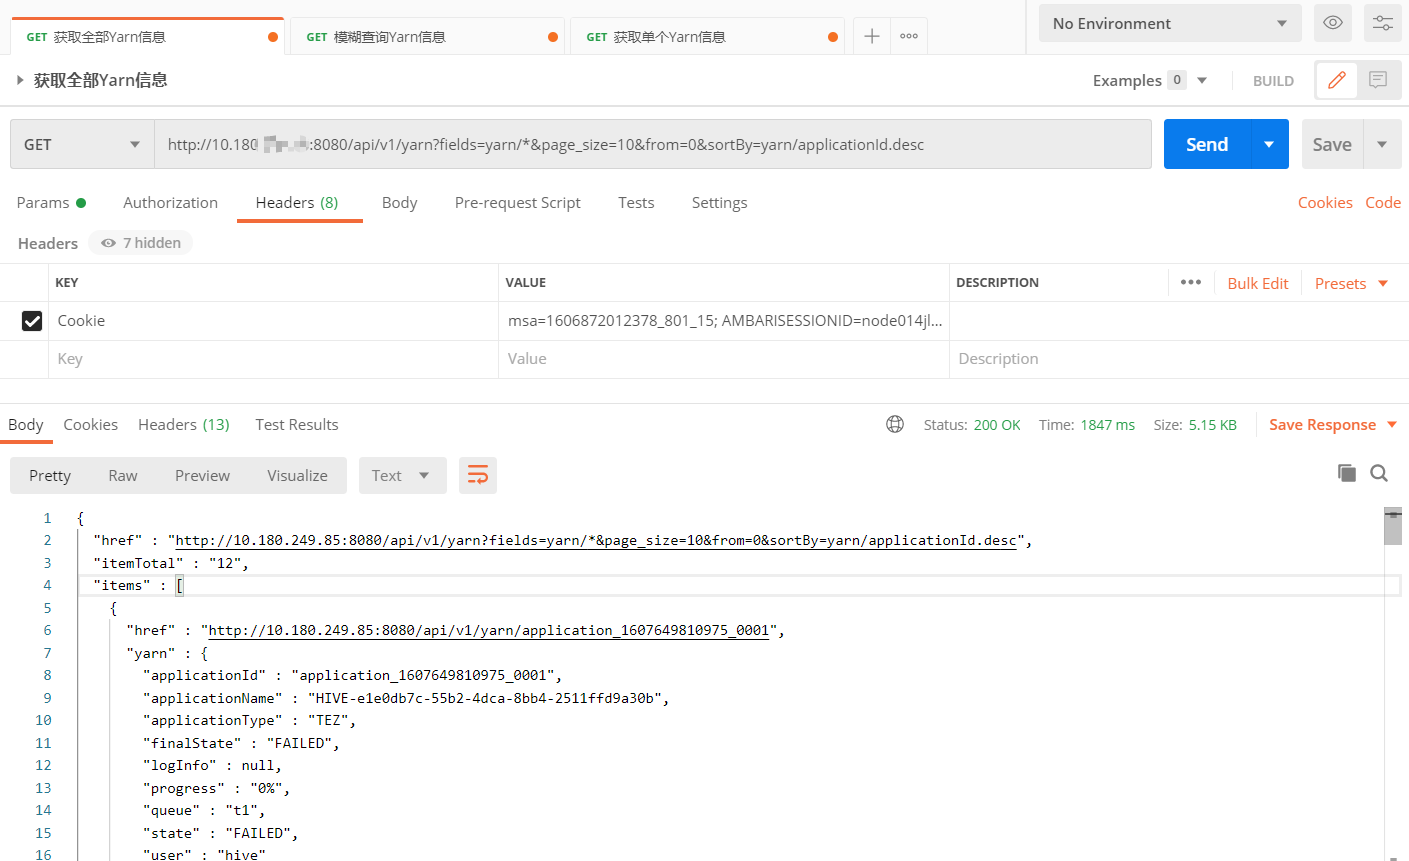 GET 获取全部Yarn信息 GET 模糊查询Yarn信息 GET 获取单个Yarn信息 No Environment
获取全部Yarn信息 Examples 0 BUILD
GET http://10.180 :8080/api/v1/yarn?fields=yarn/*&page_size=10&from=0&sortBy=yarn/applicationId.desc Send Save
Params Authorization Headers (8) Body Pre-request Script Tests Settings Cookies Code
Headers 7 hidden
KEY VALUE DESCRIPTION ••• Bulk Edit Presets
Cookie msa=1606872012378_801_15; AMBARISESSIONID=node014jl...
Key Value Description
Body Cookies Headers (13) Test Results Status: 200 OK Time: 1847 ms Size: 5.15 KB Save Response
Pretty Raw Preview Visualize Text
1 {
2 "href" : "http://10.180.249.85:8080/api/v1/yarn?fields=yarn/*&page_size=10&from=0&sortBy=yarn/applicationId.desc",
3 "itemTotal" : "12",
4 "items" : [
5 {
6 "href" : "http://10.180.249.85:8080/api/v1/yarn/application_1607649810975_0001",
7 "yarn" : {
8 "applicationId" : "application_1607649810975_0001",
9 "applicationName" : "HIVE-e1e0db7c-55b2-4dca-8bb4-2511ffd9a30b",
10 "applicationType" : "TEZ",
11 "finalState" : "FAILED",
12 "logInfo" : null,
13 "progress" : "0%",
14 "queue" : "t1",
15 "state" : "FAILED",
16 "user" : "hive"